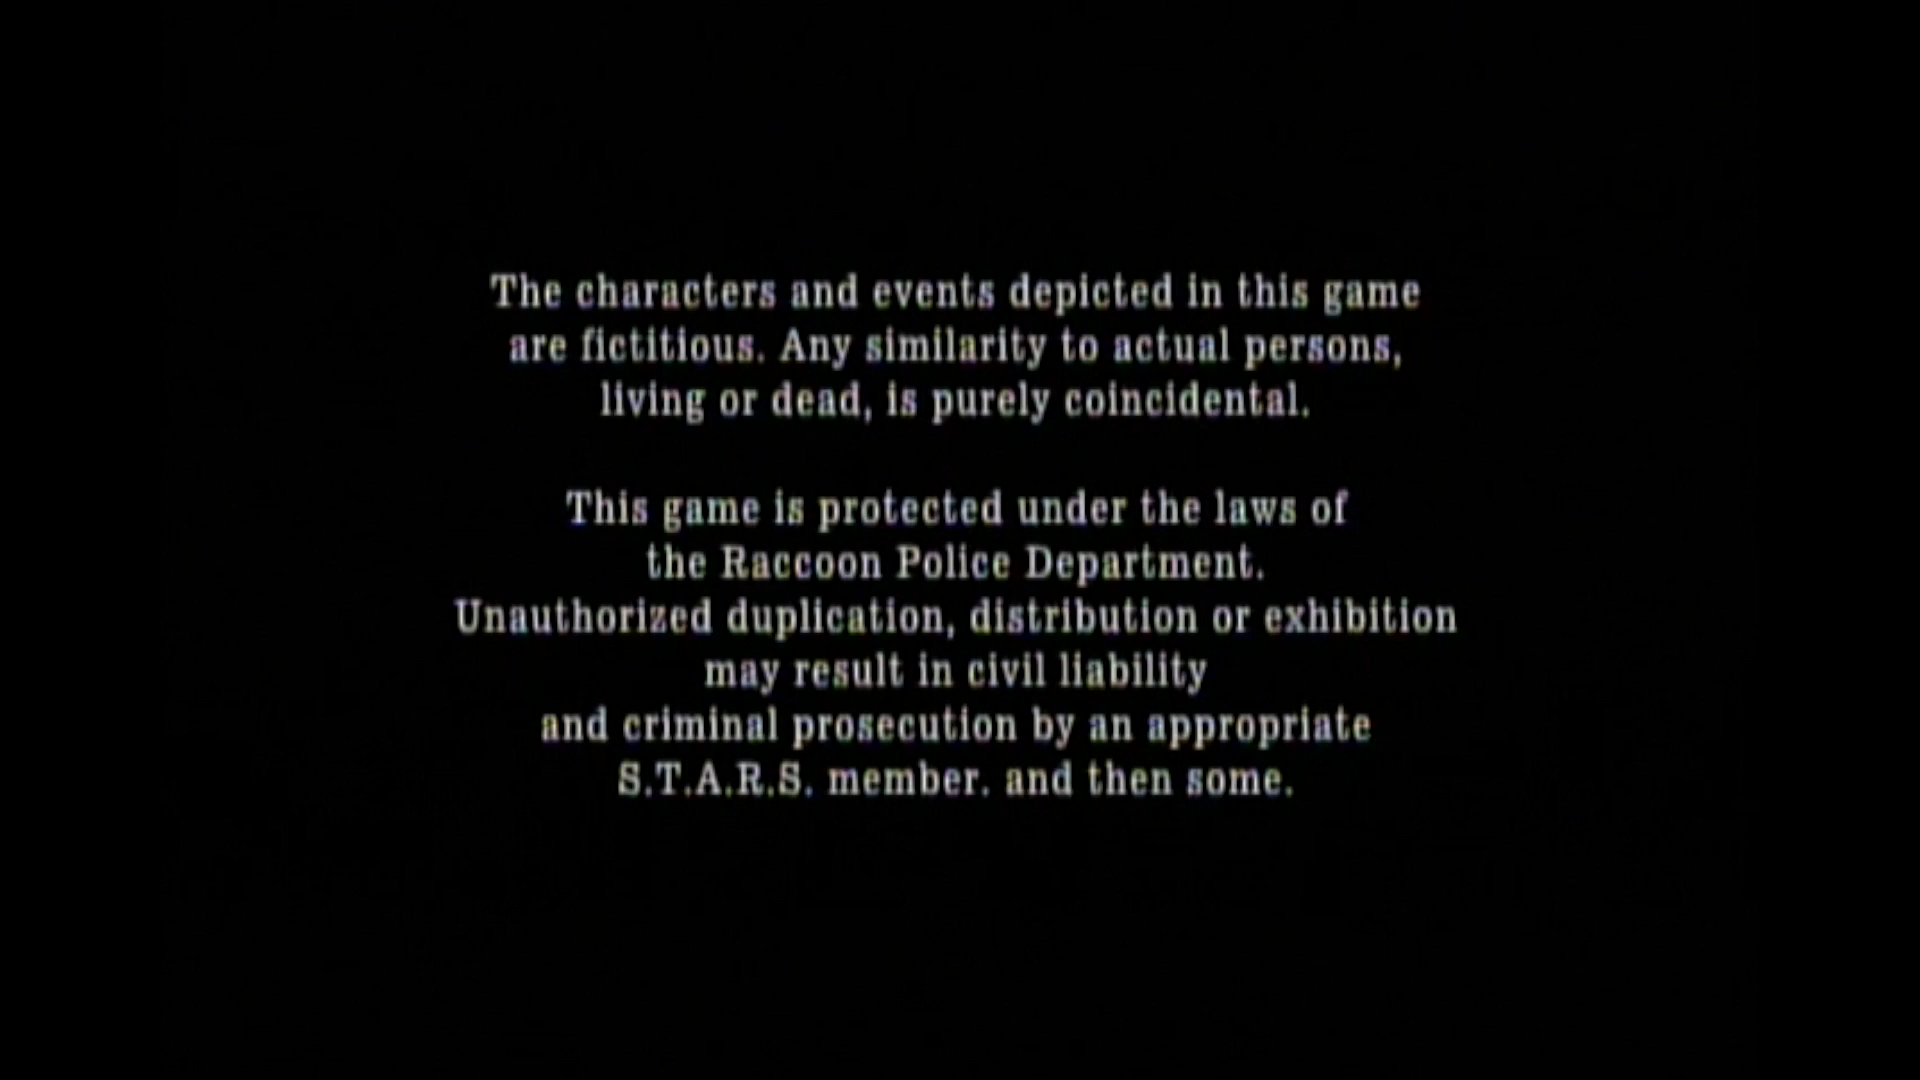 The characters and events depicted in this game
are fictitious. Any similarity to actual persons,
living or dead, is purely coincidental.
This game is protected under the laws of
the Raccoon Police Department.
Unauthorized duplication, distribution or exhibition
may result in civil liability
and criminal prosecution by an appropriate
S.T.A.R.S. member. and then some.